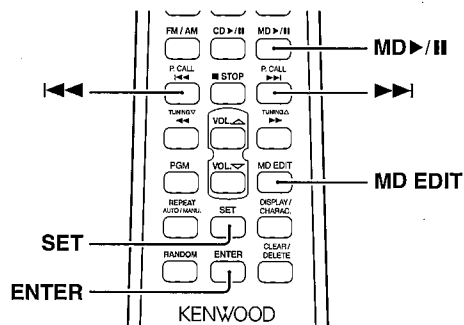 FM / AM CD ▶/II MD ▶/II
MD ▶/II
P. CALL P. CALL
|◀◀ ■ STOP ▶▶|
|◀◀ ▶▶|
TUNING▽ TUNING△
◀◀ VOL.△ ▶▶
PGM VOL.▽ MD EDIT
MD EDIT
REPEAT DISPLAY/
AUTO / MANU. SET CHARAC.
SET
CLEAR /
RANDOM ENTER DELETE
ENTER
KENWOOD